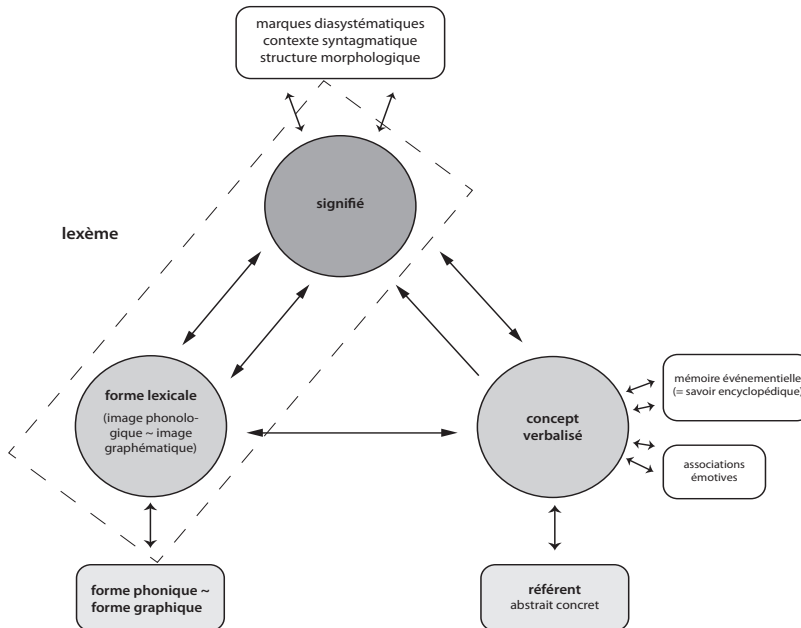 marques diasystématiques
contexte syntagmatique
structure morphologique
signifié
lexème
forme lexicale
(image phonolo-
gique ~ image
graphématique)
concept
verbalisé
mémoire événementielle
(= savoir encyclopédique)
associations
émotives
forme phonique ~
forme graphique
référent
abstrait concret